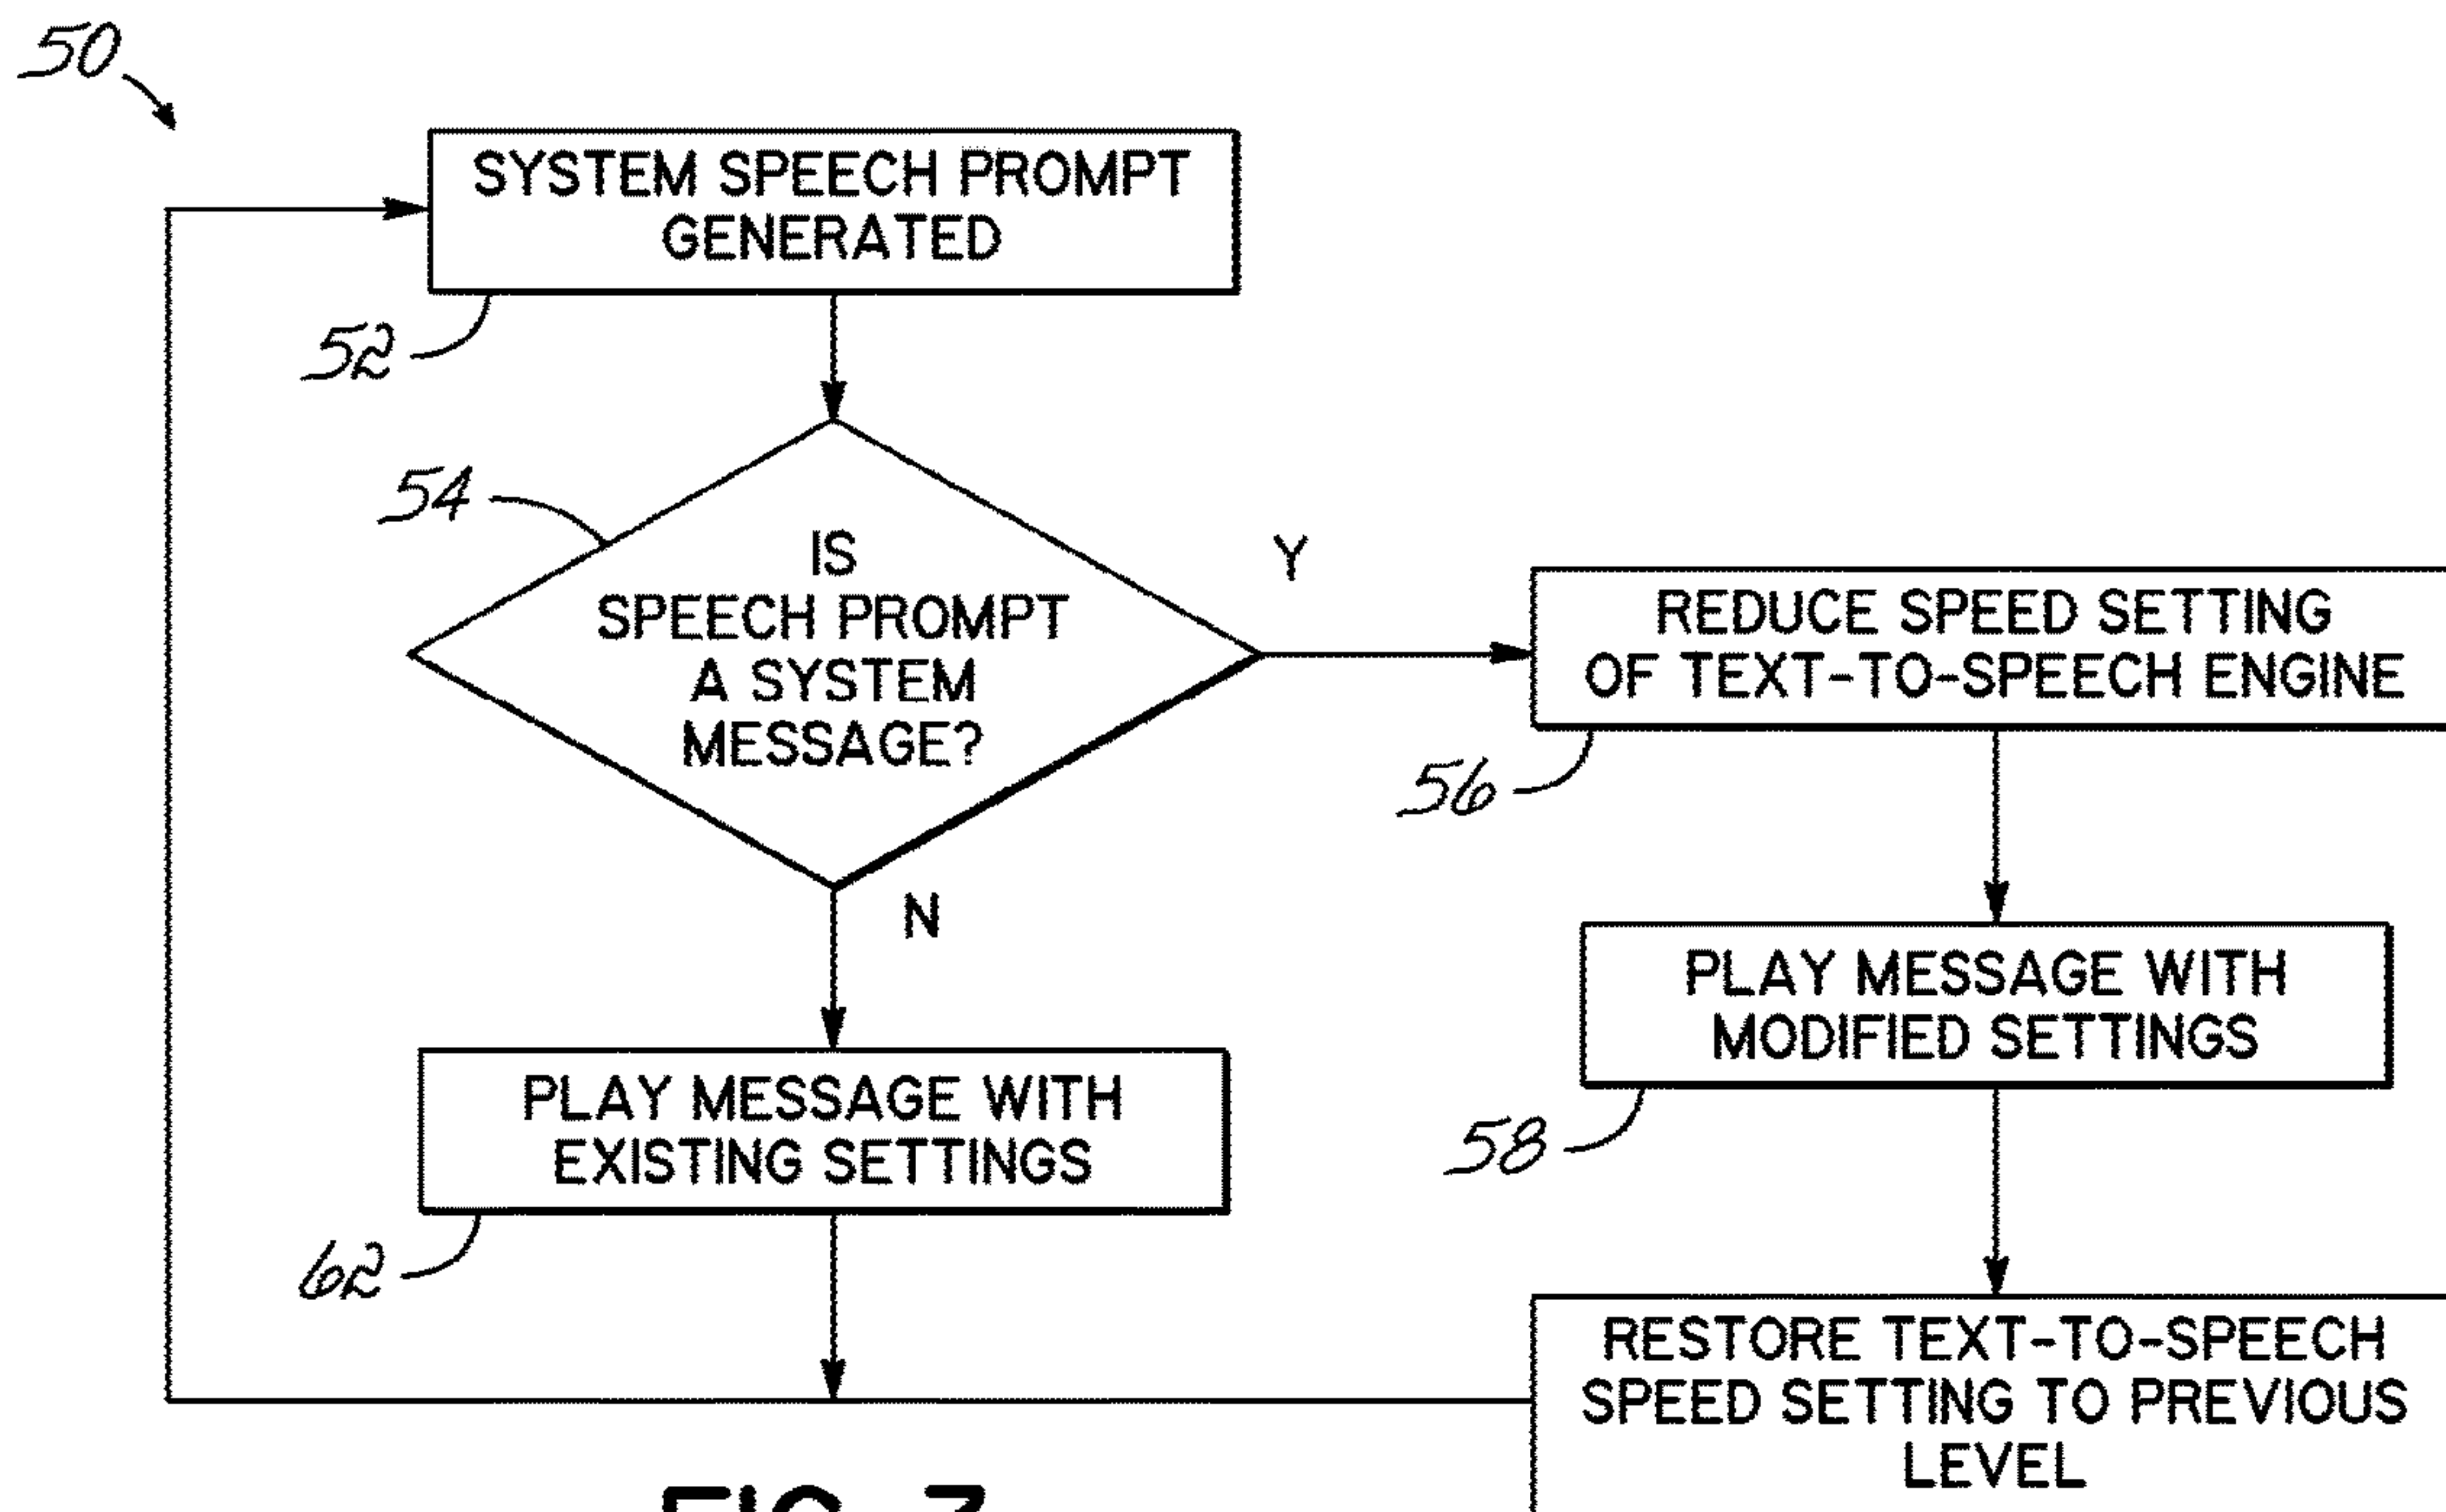 50
SYSTEM SPEECH PROMPT
GENERATED
52
54
IS
SPEECH PROMPT
A SYSTEM
MESSAGE?
Y
N
REDUCE SPEED SETTING
OF TEXT-TO-SPEECH ENGINE
56
PLAY MESSAGE WITH
MODIFIED SETTINGS
58
PLAY MESSAGE WITH
EXISTING SETTINGS
62
RESTORE TEXT-TO-SPEECH
SPEED SETTING TO PREVIOUS
LEVEL
FIG.